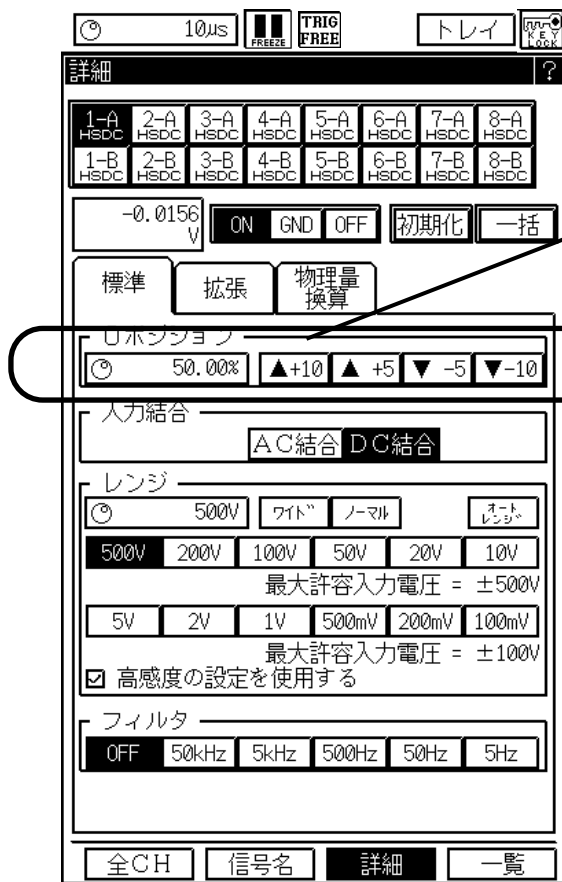 10μs FREEZE TRIG FREE トレイ KEY LOCK
詳細 ?
1-A HSDC 2-A HSDC 3-A HSDC 4-A HSDC 5-A HSDC 6-A HSDC 7-A HSDC 8-A HSDC
1-B HSDC 2-B HSDC 3-B HSDC 4-B HSDC 5-B HSDC 6-B HSDC 7-B HSDC 8-B HSDC
-0.0156 V ON GND OFF 初期化 一括
標準 拡張 物理量換算
0ポジション
50.00% ▲+10 ▲ +5 ▼ -5 ▼-10
入力結合
AC結合 DC結合
レンジ
500V ワイド ノーマル オートレンジ
500V 200V 100V 50V 20V 10V
最大許容入力電圧 = ±500V
5V 2V 1V 500mV 200mV 100mV
最大許容入力電圧 = ±100V
☑ 高感度の設定を使用する
フィルタ
OFF 50kHz 5kHz 500Hz 50Hz 5Hz
全CH 信号名 詳細 一覧